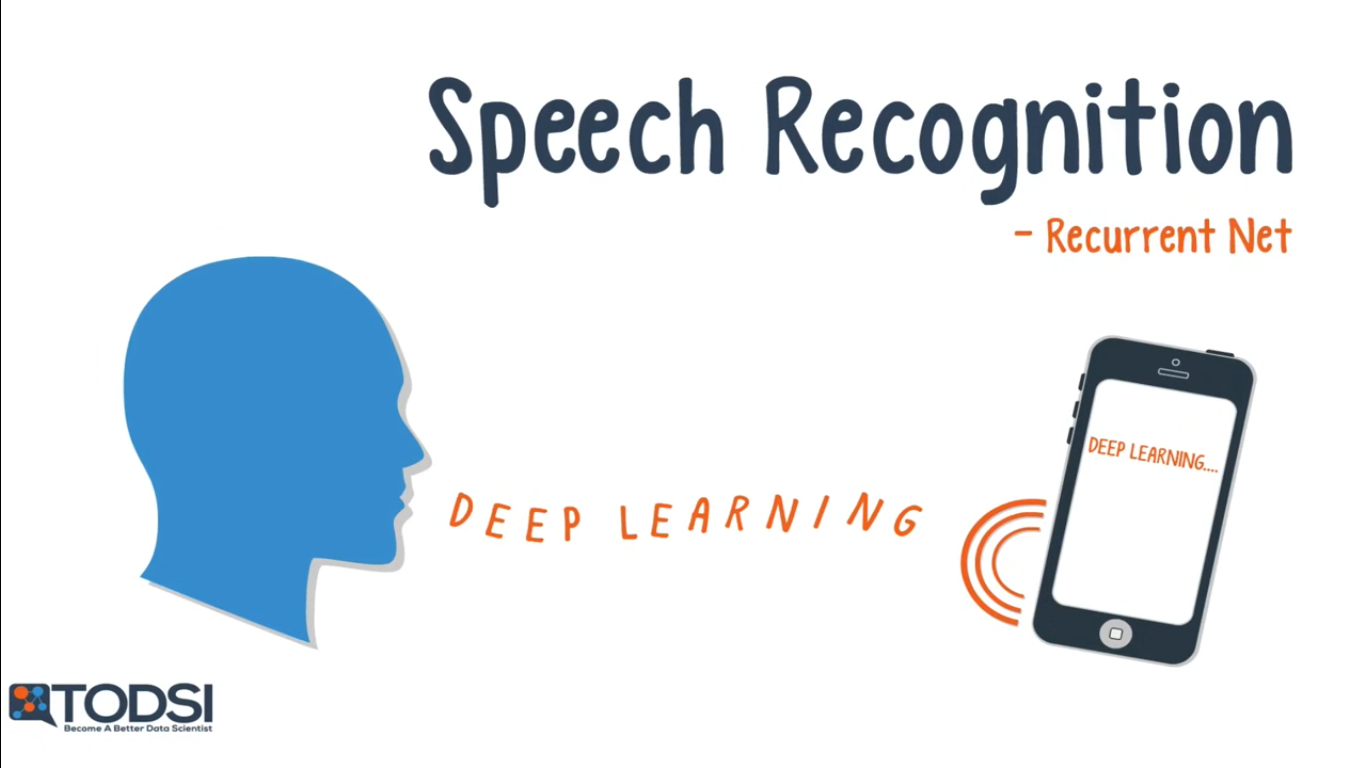 Speech Recognition
- Recurrent Net
DEEP LEARNING....
DEEP LEARNING
TODSI
Become A Better Data Scientist